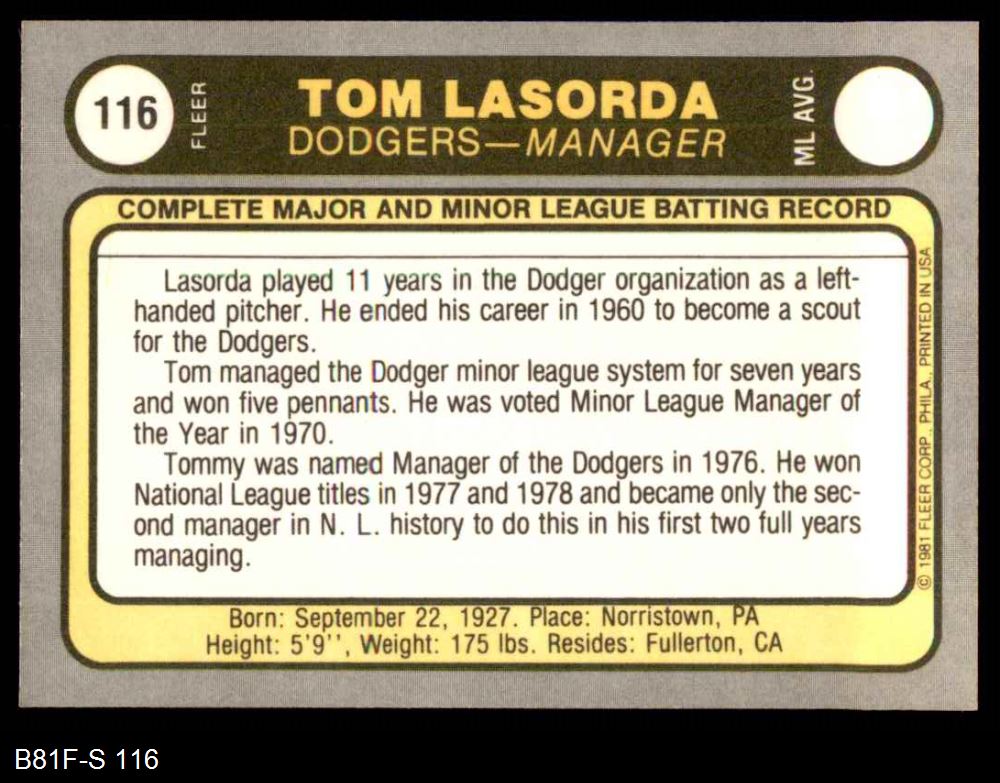 116
FLEER
TOM LASORDA
DODGERS—MANAGER
ML AVG.
COMPLETE MAJOR AND MINOR LEAGUE BATTING RECORD
Lasorda played 11 years in the Dodger organization as a left-
handed pitcher. He ended his career in 1960 to become a scout
for the Dodgers.
Tom managed the Dodger minor league system for seven years
and won five pennants. He was voted Minor League Manager of
the Year in 1970.
Tommy was named Manager of the Dodgers in 1976. He won
National League titles in 1977 and 1978 and became only the sec-
ond manager in N. L. history to do this in his first two full years
managing.
© 1981 FLEER CORP., PHILA., PRINTED IN USA
Born: September 22, 1927. Place: Norristown, PA
Height: 5'9'', Weight: 175 lbs. Resides: Fullerton, CA
B81F-S 116